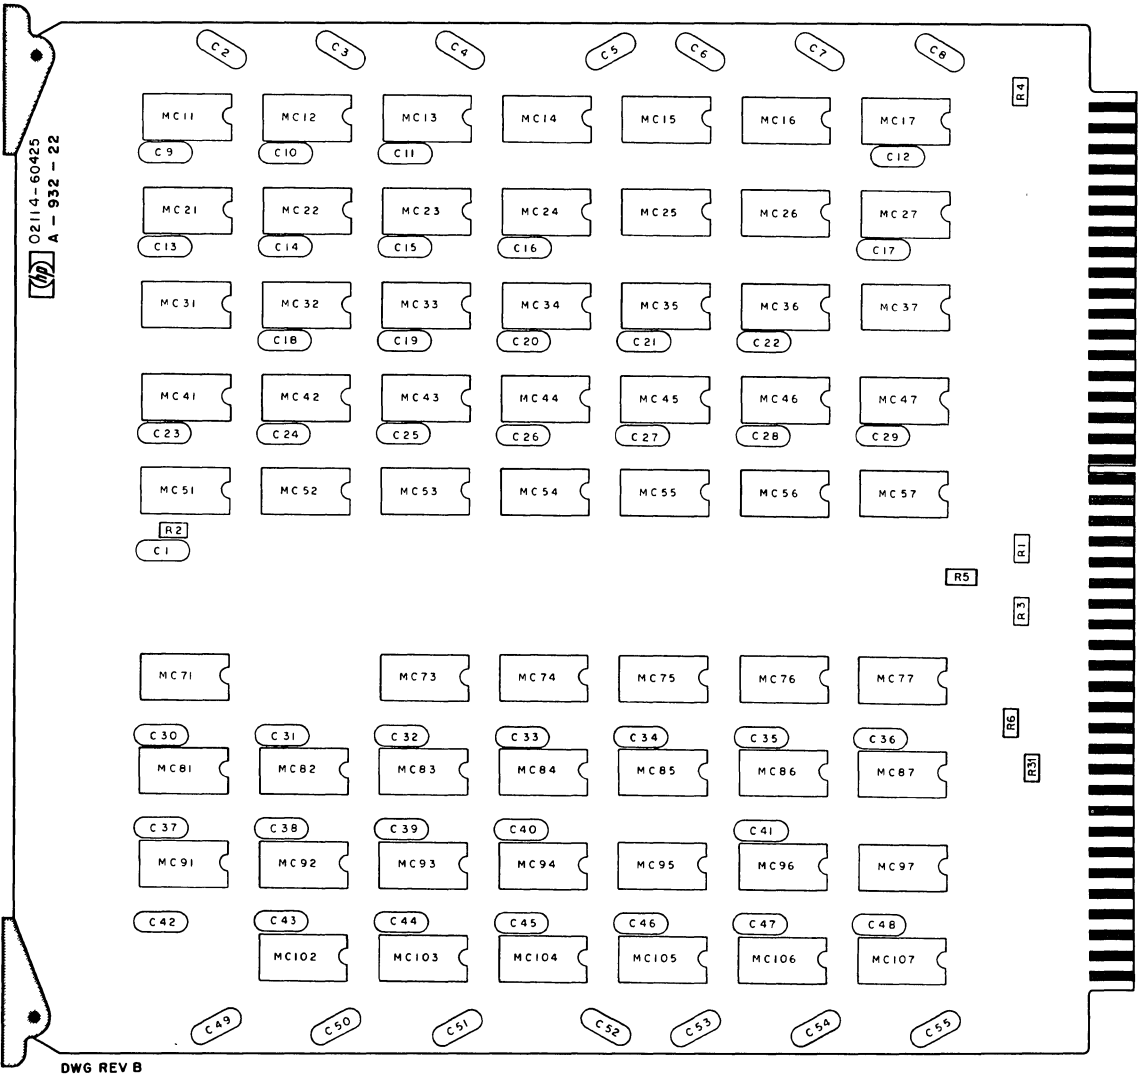 C2 C3 C4 C5 C6 C7 C8
R4
MC11 MC12 MC13 MC14 MC15 MC16 MC17
C9 C10 C11 C12
02114-60425
A-932-22
hp
MC21 MC22 MC23 MC24 MC25 MC26 MC27
C13 C14 C15 C16 C17
MC31 MC32 MC33 MC34 MC35 MC36 MC37
C18 C19 C20 C21 C22
MC41 MC42 MC43 MC44 MC45 MC46 MC47
C23 C24 C25 C26 C27 C28 C29
MC51 MC52 MC53 MC54 MC55 MC56 MC57
R2
C1
R1
R5
R3
MC71 MC73 MC74 MC75 MC76 MC77
R6
C30 C31 C32 C33 C34 C35 C36
MC81 MC82 MC83 MC84 MC85 MC86 MC87
R31
C37 C38 C39 C40 C41
MC91 MC92 MC93 MC94 MC95 MC96 MC97
C42 C43 C44 C45 C46 C47 C48
MC102 MC103 MC104 MC105 MC106 MC107
C49 C50 C51 C52 C53 C54 C55
DWG REV B